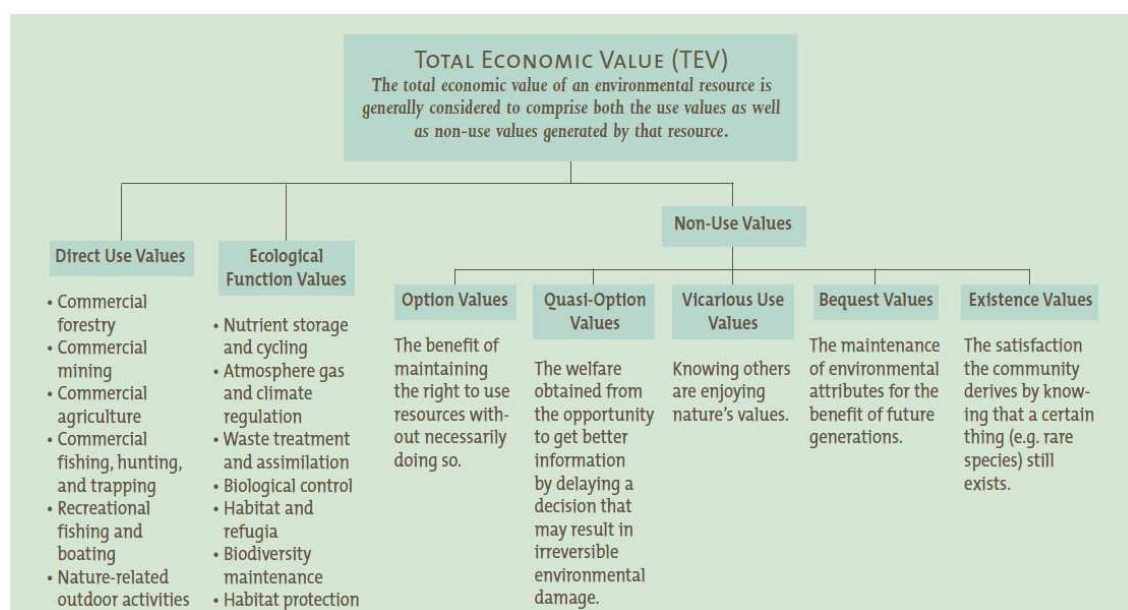 TOTAL ECONOMIC VALUE (TEV)
The total economic value of an environmental resource is
generally considered to comprise both the use values as well
as non-use values generated by that resource.
Direct Use Values
• Commercial
forestry
• Commercial
mining
• Commercial
agriculture
• Commercial
fishing, hunting,
and trapping
• Recreational
fishing and
boating
• Nature-related
outdoor activities
Ecological
Function Values
• Nutrient storage
and cycling
• Atmosphere gas
and climate
regulation
• Waste treatment
and assimilation
• Biological control
• Habitat and
refugia
• Biodiversity
maintenance
• Habitat protection
Non-Use Values
Option Values
The benefit of
maintaining
the right to use
resources with-
out necessarily
doing so.
Quasi-Option
Values
The welfare
obtained from
the opportunity
to get better
information
by delaying a
decision that
may result in
irreversible
environmental
damage.
Vicarious Use
Values
Knowing others
are enjoying
nature's values.
Bequest Values
The maintenance
of environmental
attributes for the
benefit of future
generations.
Existence Values
The satisfaction
the community
derives by know-
ing that a certain
thing (e.g. rare
species) still
exists.